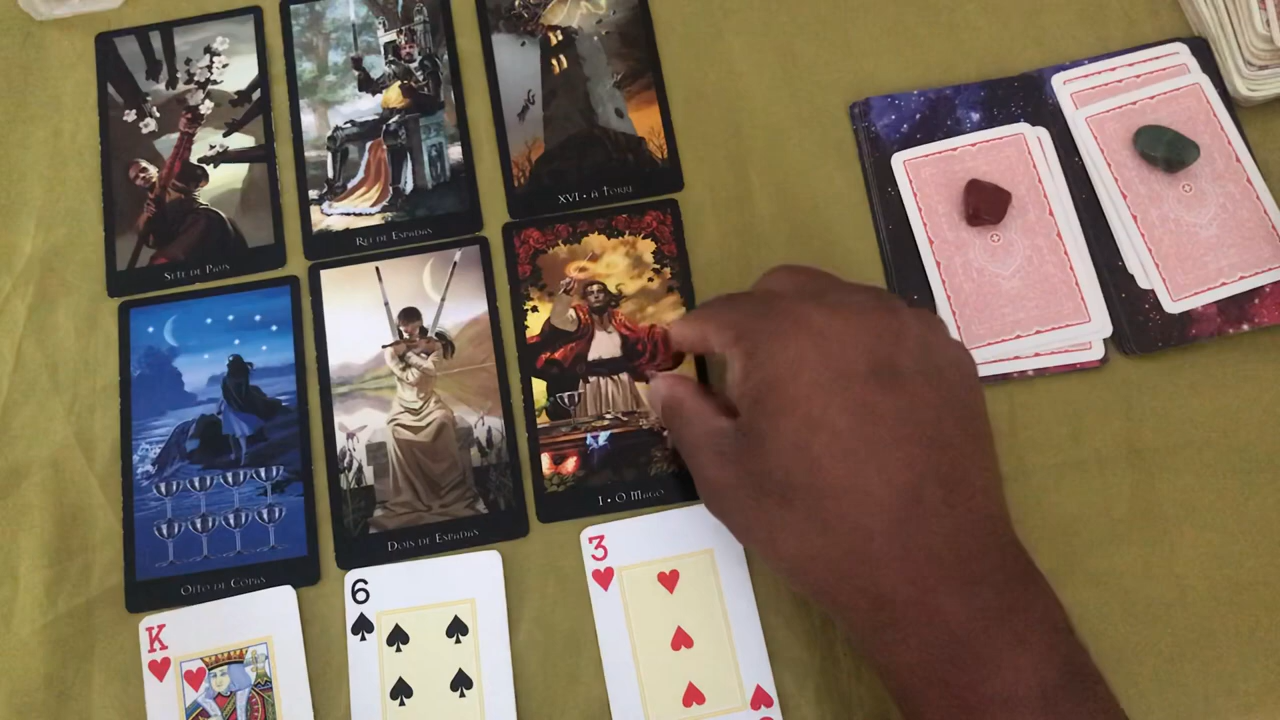 SETE DE PAUS
REI DE ESPADAS
XVI • A TORRE
OITO DE COPAS
DOIS DE ESPADAS
I • O MAGO
K
6
3